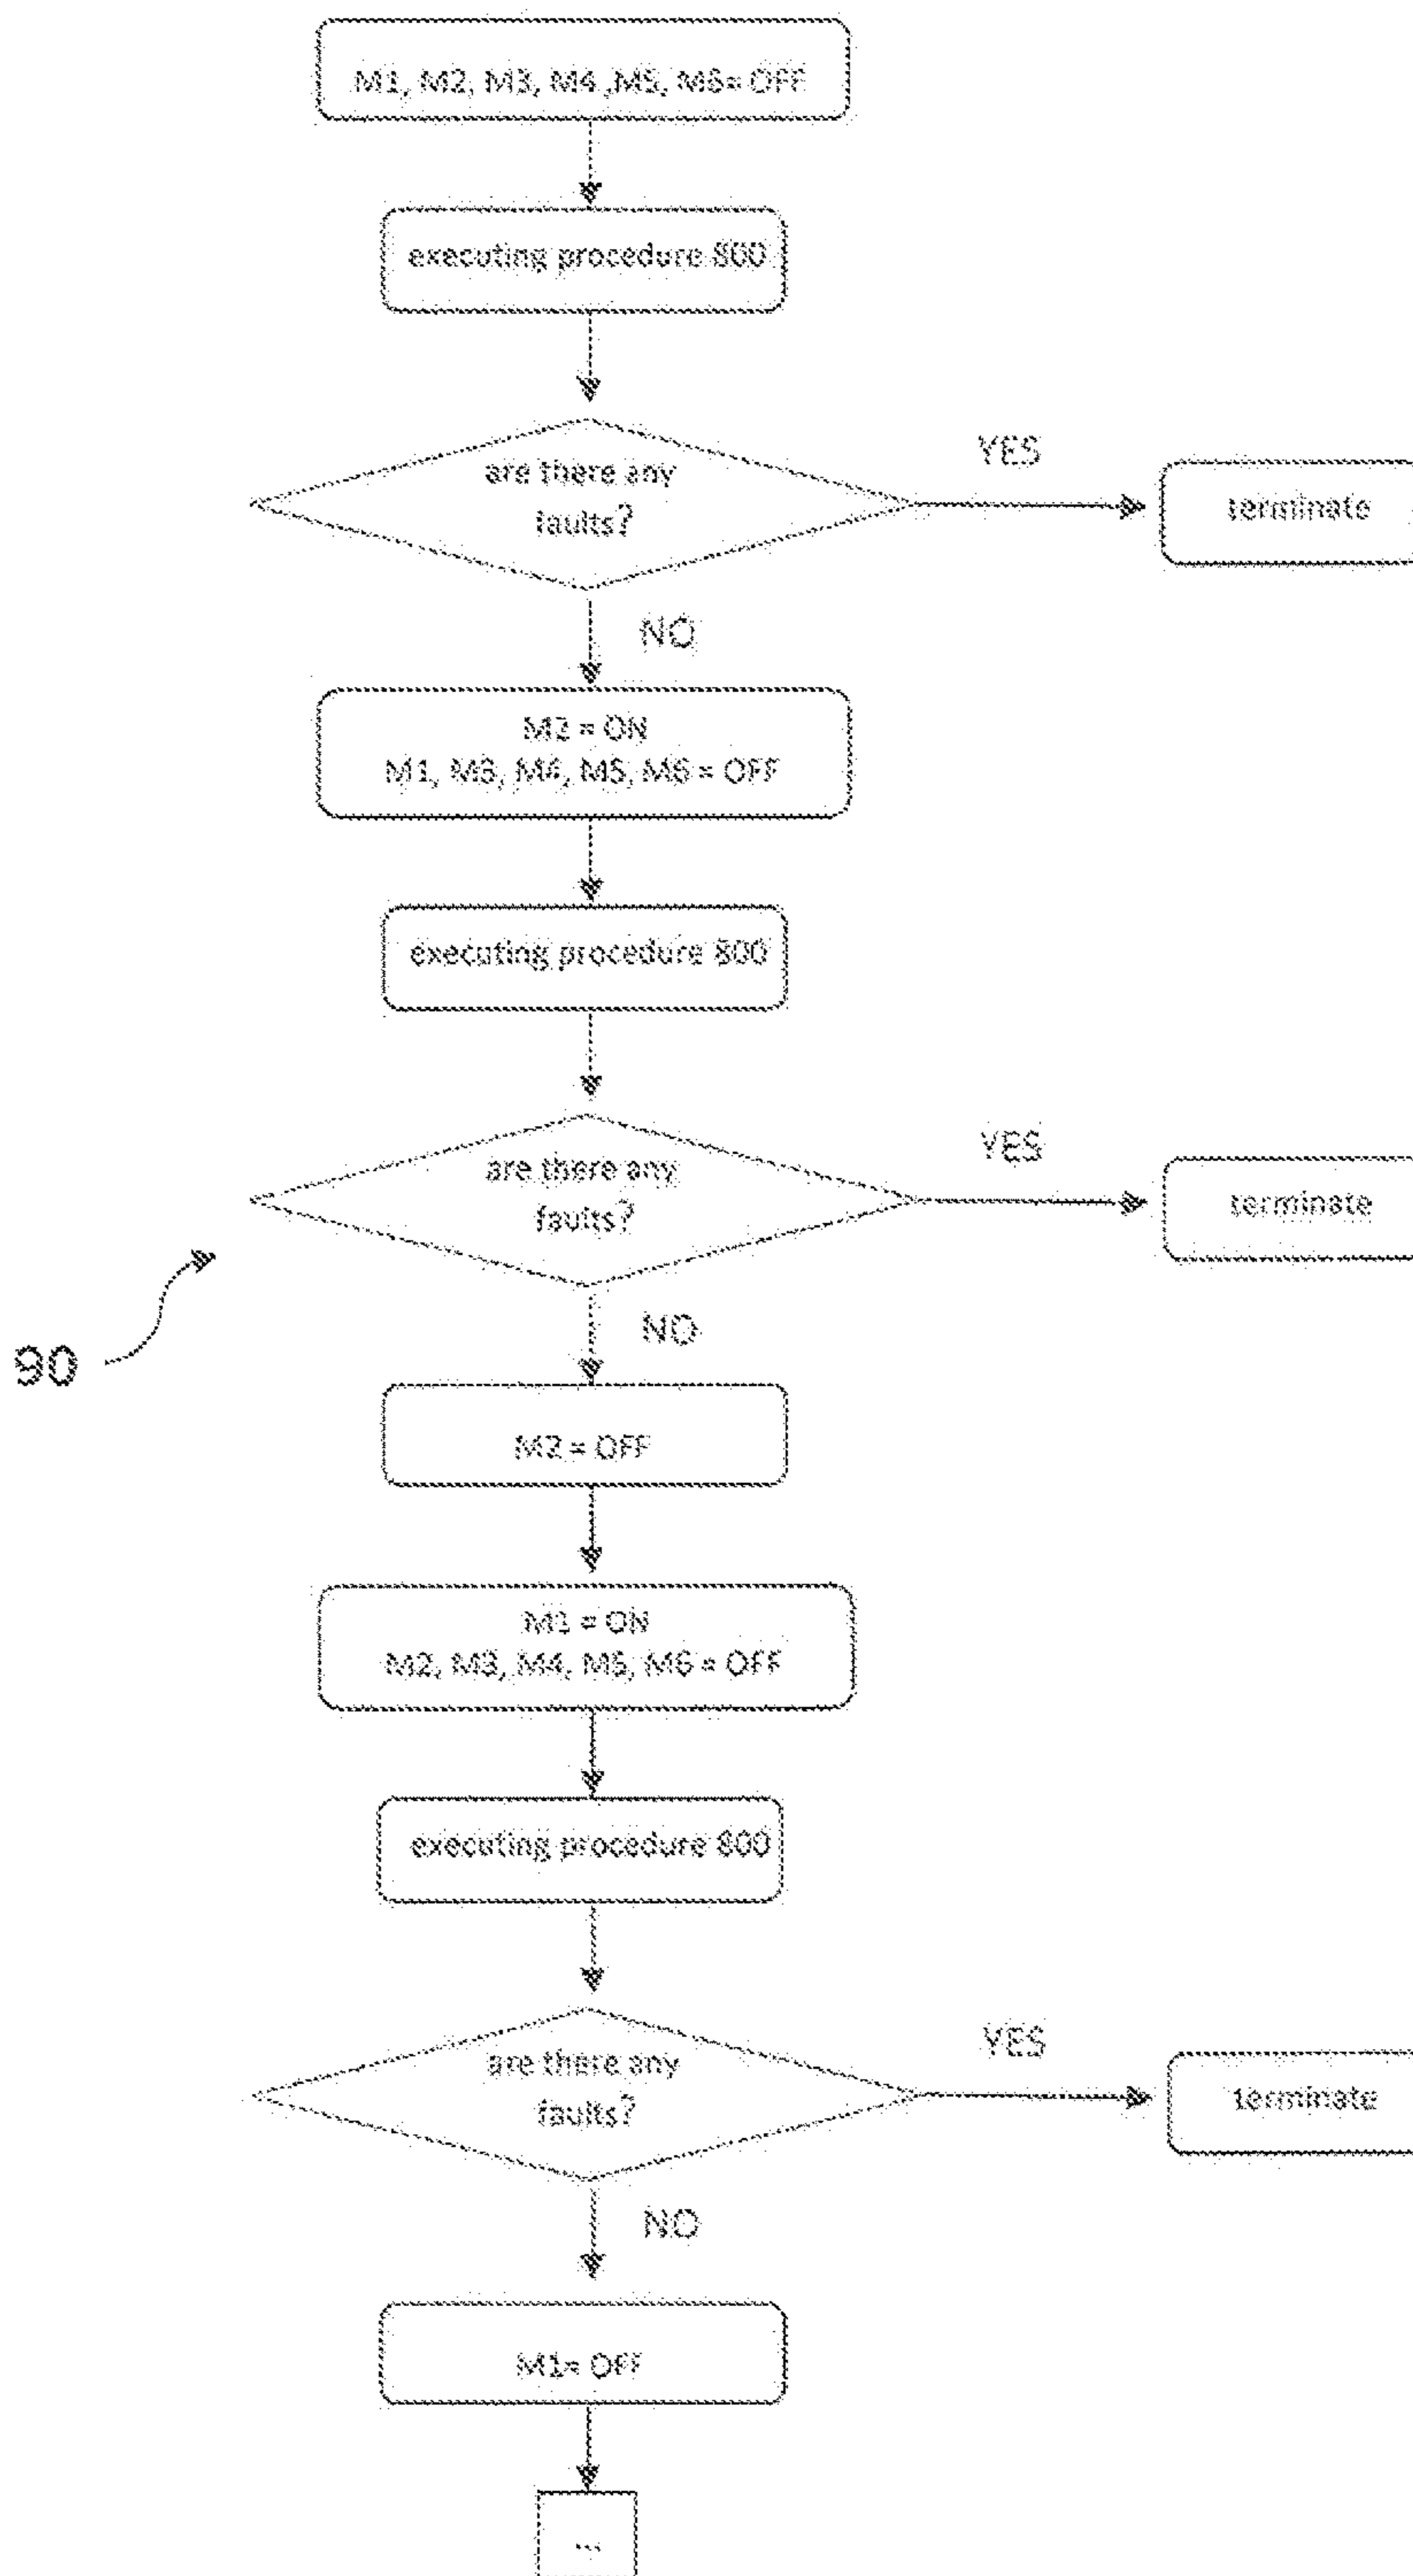 M1, M2, M3, M4 ,M5, M6= OFF
executing procedure 800
are there any
faults?
YES
terminate
NO
M2 = ON
M1, M3, M4, M5, M6 = OFF
executing procedure 800
are there any
faults?
YES
terminate
90
NO
M2 = OFF
M1 = ON
M2, M3, M4, M5, M6 = OFF
executing procedure 800
are there any
faults?
YES
terminate
NO
M1= OFF
...